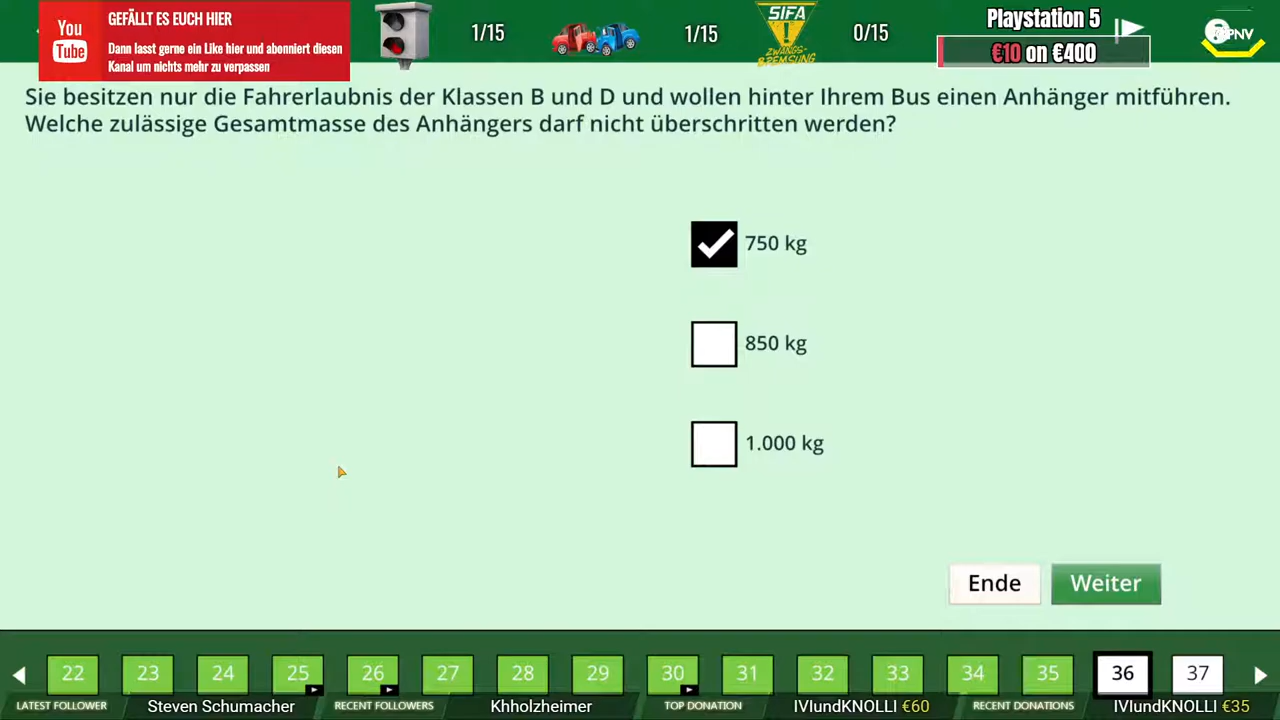 You
Tube
GEFÄLLT ES EUCH HIER
Dann lasst gerne ein Like hier und abonniert diesen
Kanal um nichts mehr zu verpassen
1/15
1/15
SIFA
ZWANGS-
BREMSUNG
0/15
Playstation 5
€10 on €400
ÖPNV
Sie besitzen nur die Fahrerlaubnis der Klassen B und D und wollen hinter Ihrem Bus einen Anhänger mitführen.
Welche zulässige Gesamtmasse des Anhängers darf nicht überschritten werden?
750 kg
850 kg
1.000 kg
Ende
Weiter
22 23 24 25 26 27 28 29 30 31 32 33 34 35 36 37
LATEST FOLLOWER Steven Schumacher RECENT FOLLOWERS Khholzheimer TOP DONATION IVIundKNOLLI €60 RECENT DONATIONS IVIundKNOLLI €35